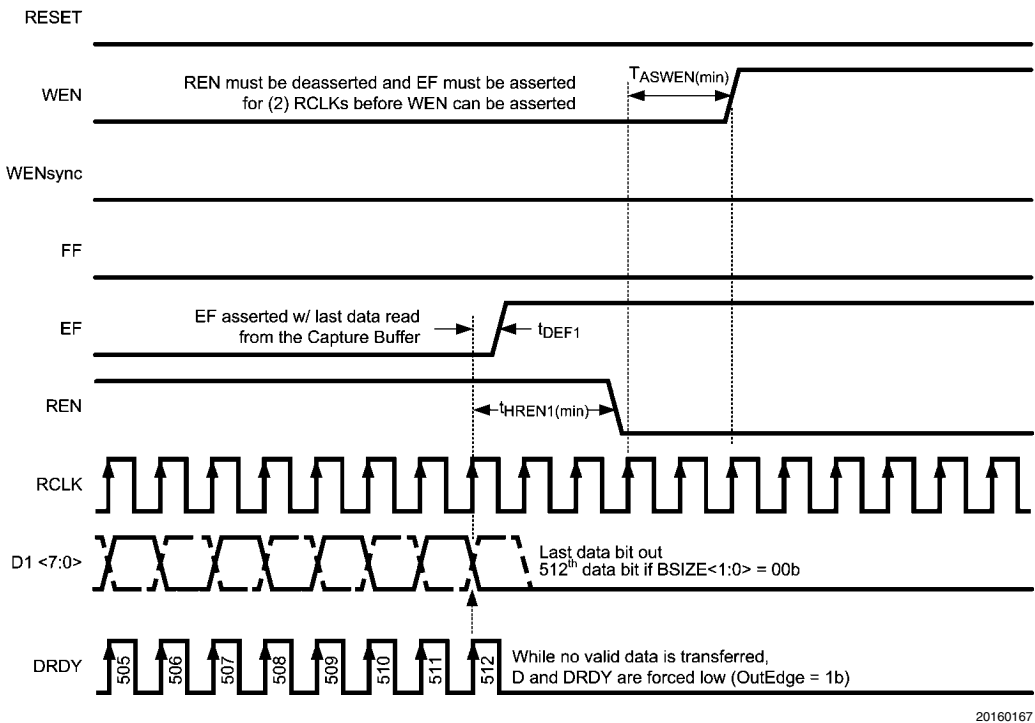 RESET
WEN
REN must be deasserted and EF must be asserted
for (2) RCLKs before WEN can be asserted
TASWEN(min)
WENsync
FF
EF
EF asserted w/ last data read
from the Capture Buffer
tDEF1
REN
tHREN1(min)
RCLK
D1 <7:0>
Last data bit out
512th data bit if BSIZE<1:0> = 00b
DRDY
505
506
507
508
509
510
511
512
While no valid data is transferred,
D and DRDY are forced low (OutEdge = 1b)
20160167